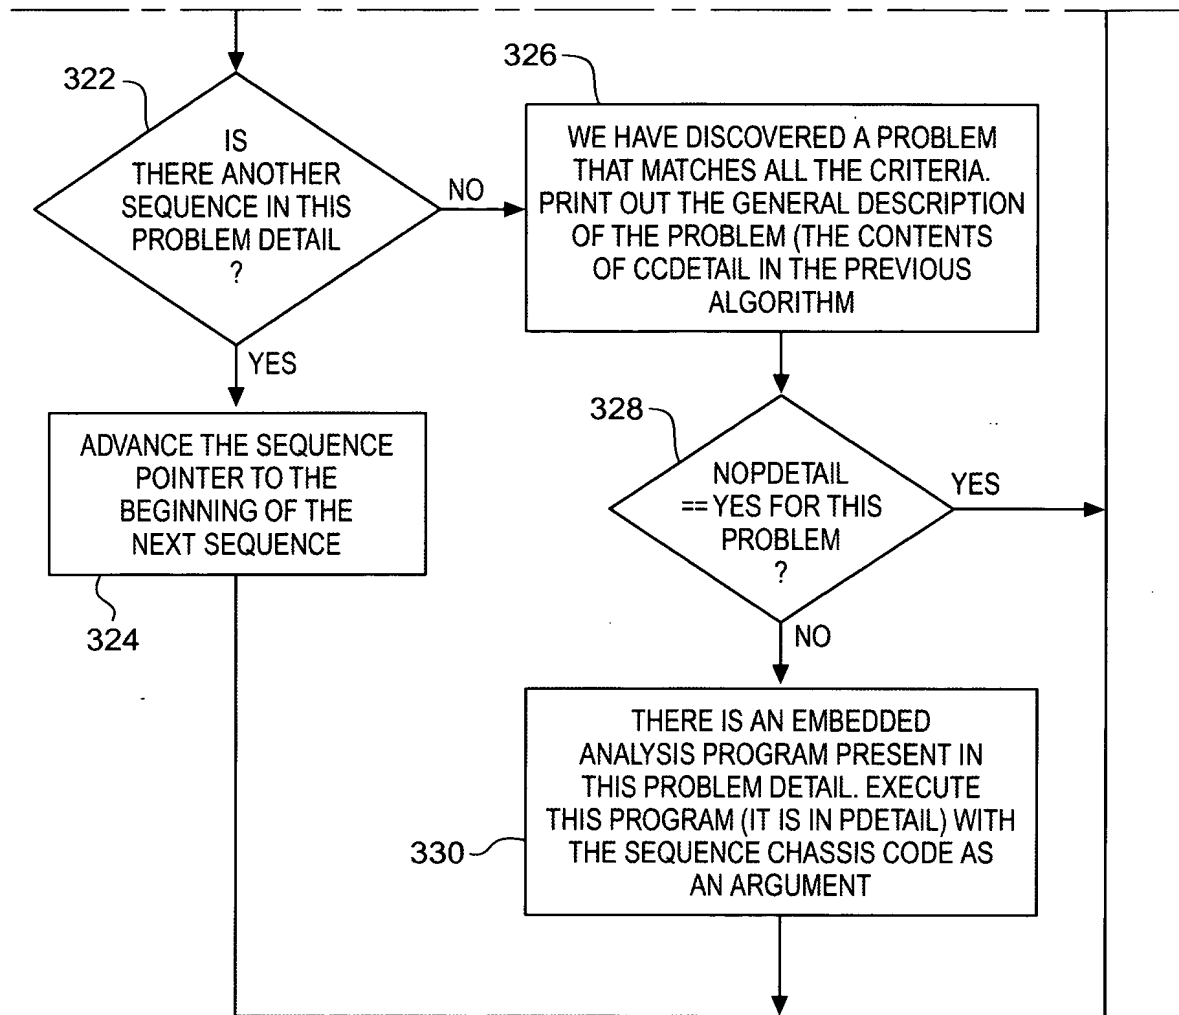 322
IS
THERE ANOTHER
SEQUENCE IN THIS
PROBLEM DETAIL
?
NO
YES
326
WE HAVE DISCOVERED A PROBLEM
THAT MATCHES ALL THE CRITERIA.
PRINT OUT THE GENERAL DESCRIPTION
OF THE PROBLEM (THE CONTENTS
OF CCDETAIL IN THE PREVIOUS
ALGORITHM
ADVANCE THE SEQUENCE
POINTER TO THE
BEGINNING OF THE
NEXT SEQUENCE
324
328
NOPDETAIL
== YES FOR THIS
PROBLEM
?
YES
NO
THERE IS AN EMBEDDED
ANALYSIS PROGRAM PRESENT IN
THIS PROBLEM DETAIL. EXECUTE
THIS PROGRAM (IT IS IN PDETAIL) WITH
THE SEQUENCE CHASSIS CODE AS
AN ARGUMENT
330